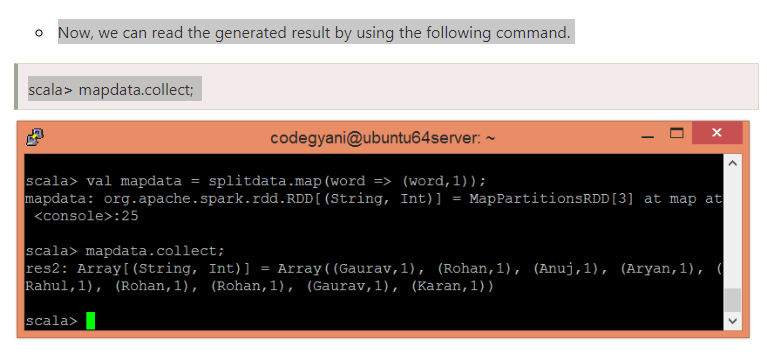 Now, we can read the generated result by using the following command.
scala> mapdata.collect;
codegyani@ubuntu64server: ~
scala> val mapdata = splitdata.map(word => (word,1));
mapdata: org.apache.spark.rdd.RDD[(String, Int)] = MapPartitionsRDD[3] at map at
<console>:25
scala> mapdata.collect;
res2: Array[(String, Int)] = Array((Gaurav,1), (Rohan,1), (Anuj,1), (Aryan,1), (
Rahul,1), (Rohan,1), (Rohan,1), (Gaurav,1), (Karan,1))
scala>